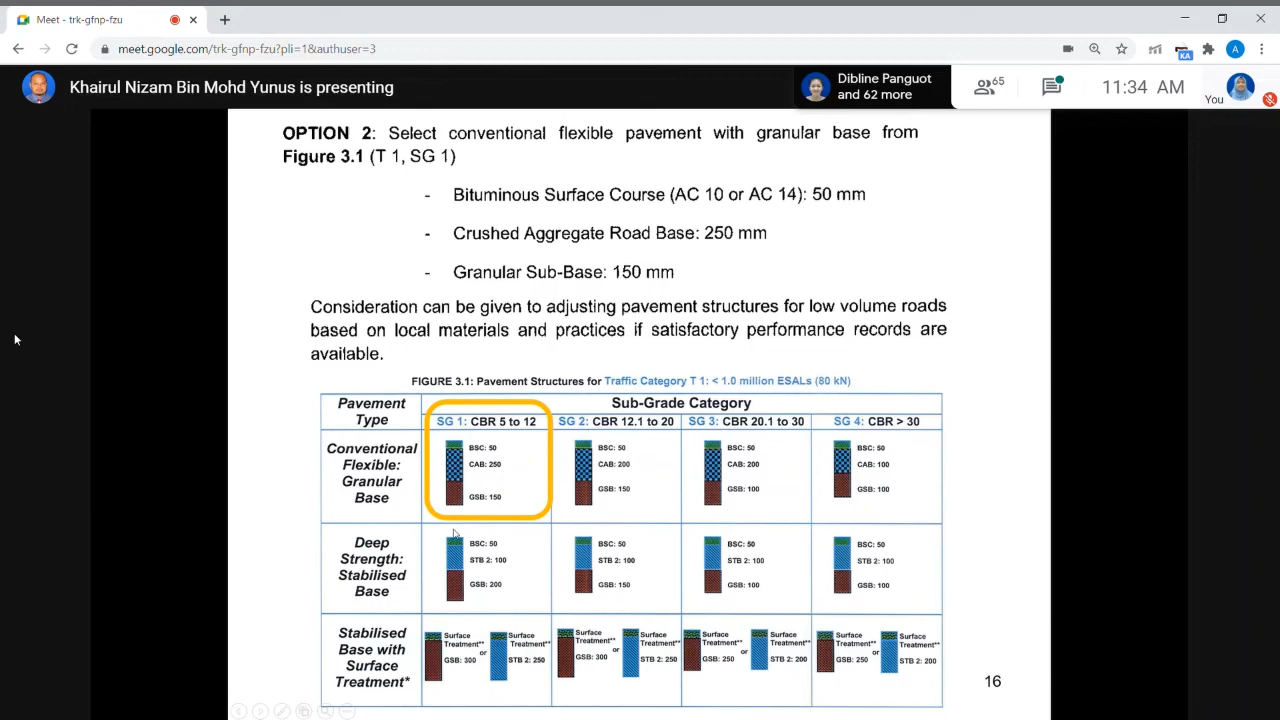 Meet - trk-gfnp-fzu
meet.google.com/trk-gfnp-fzu?pli=1&authuser=3
KA
A
Khairul Nizam Bin Mohd Yunus is presenting
Dibline Panguot
and 62 more
65
11:34 AM
You
OPTION 2: Select conventional flexible pavement with granular base from
Figure 3.1 (T 1, SG 1)
- Bituminous Surface Course (AC 10 or AC 14): 50 mm
- Crushed Aggregate Road Base: 250 mm
- Granular Sub-Base: 150 mm
Consideration can be given to adjusting pavement structures for low volume roads
based on local materials and practices if satisfactory performance records are
available.
FIGURE 3.1: Pavement Structures for Traffic Category T 1: < 1.0 million ESALs (80 kN)
Pavement
Type
Sub-Grade Category
SG 1: CBR 5 to 12
SG 2: CBR 12.1 to 20
SG 3: CBR 20.1 to 30
SG 4: CBR > 30
Conventional
Flexible:
Granular
Base
BSC: 50
CAB: 250
GSB: 150
BSC: 50
CAB: 200
GSB: 150
BSC: 50
CAB: 200
GSB: 100
BSC: 50
CAB: 100
GSB: 100
Deep
Strength:
Stabilised
Base
BSC: 50
STB 2: 100
GSB: 200
BSC: 50
STB 2: 100
GSB: 150
BSC: 50
STB 2: 100
GSB: 100
BSC: 50
STB 2: 100
GSB: 100
Stabilised
Base with
Surface
Treatment*
Surface
Treatment**
or
GSB: 300
Surface
Treatment**
STB 2: 250
Surface
Treatment**
or
GSB: 300
Surface
Treatment**
STB 2: 250
Surface
Treatment**
or
GSB: 250
Surface
Treatment**
STB 2: 200
Surface
Treatment**
or
GSB: 250
Surface
Treatment**
STB 2: 200
16